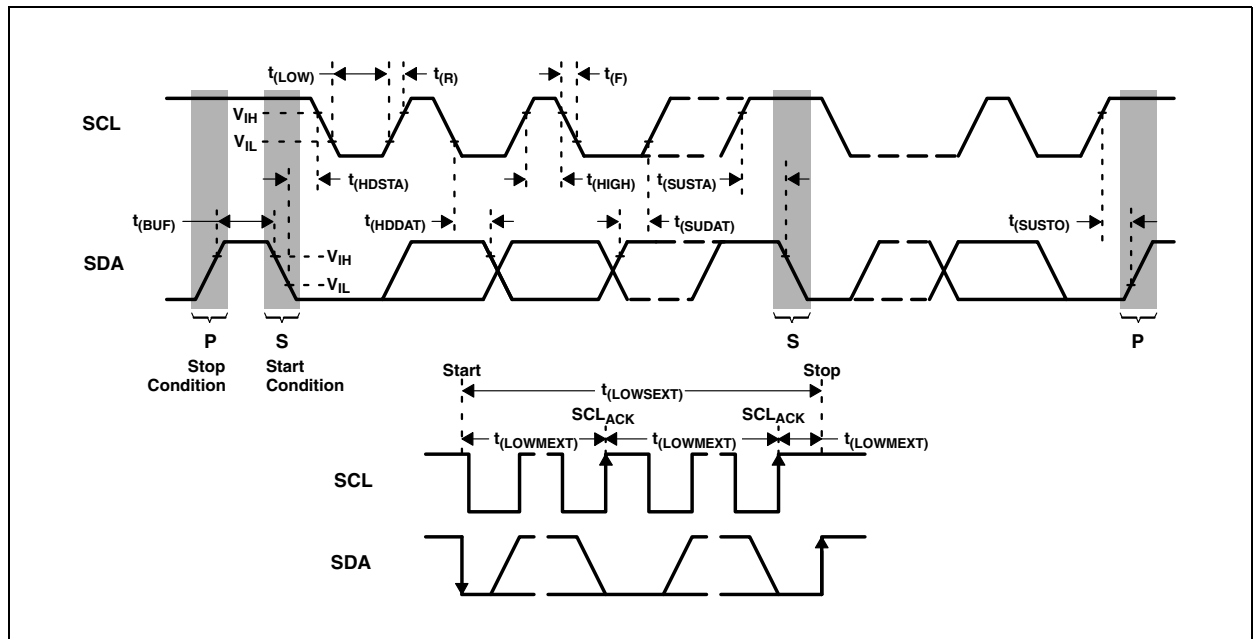 t(LOW) t(R) t(F)
SCL
VIH
VIL
t(HDSTA) t(HIGH) t(SUSTA)
t(BUF) t(HDDAT) t(SUDAT) t(SUSTO)
SDA
VIH
VIL
P S S P
Stop Condition
Start Condition
Start Stop
t(LOWSEXT)
SCLACK SCLACK
t(LOWMEXT) t(LOWMEXT) t(LOWMEXT)
SCL
SDA